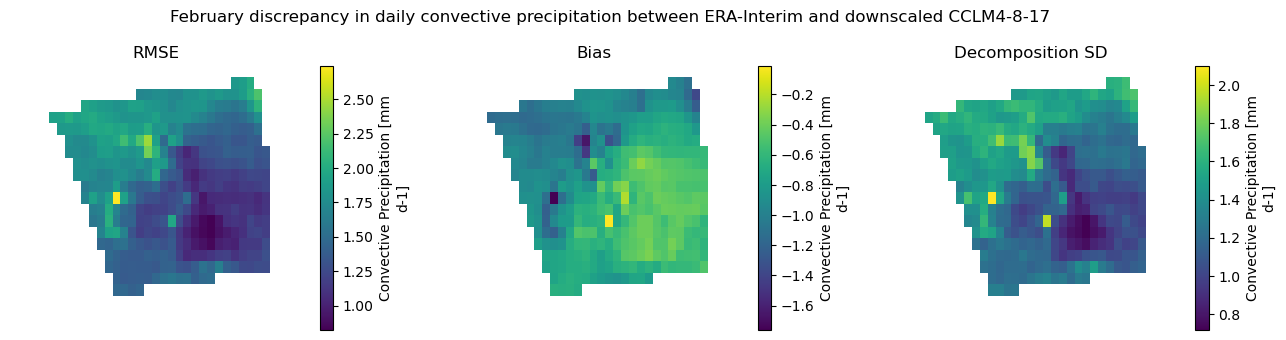 February discrepancy in daily convective precipitation between ERA-Interim and downscaled CCLM4-8-17
RMSE
2.50
2.25
2.00
1.75
1.50
1.25
1.00
Convective Precipitation [mm
d-1]
Bias
−0.2
−0.4
−0.6
−0.8
−1.0
−1.2
−1.4
−1.6
Convective Precipitation [mm
d-1]
Decomposition SD
2.0
1.8
1.6
1.4
1.2
1.0
0.8
Convective Precipitation [mm
d-1]